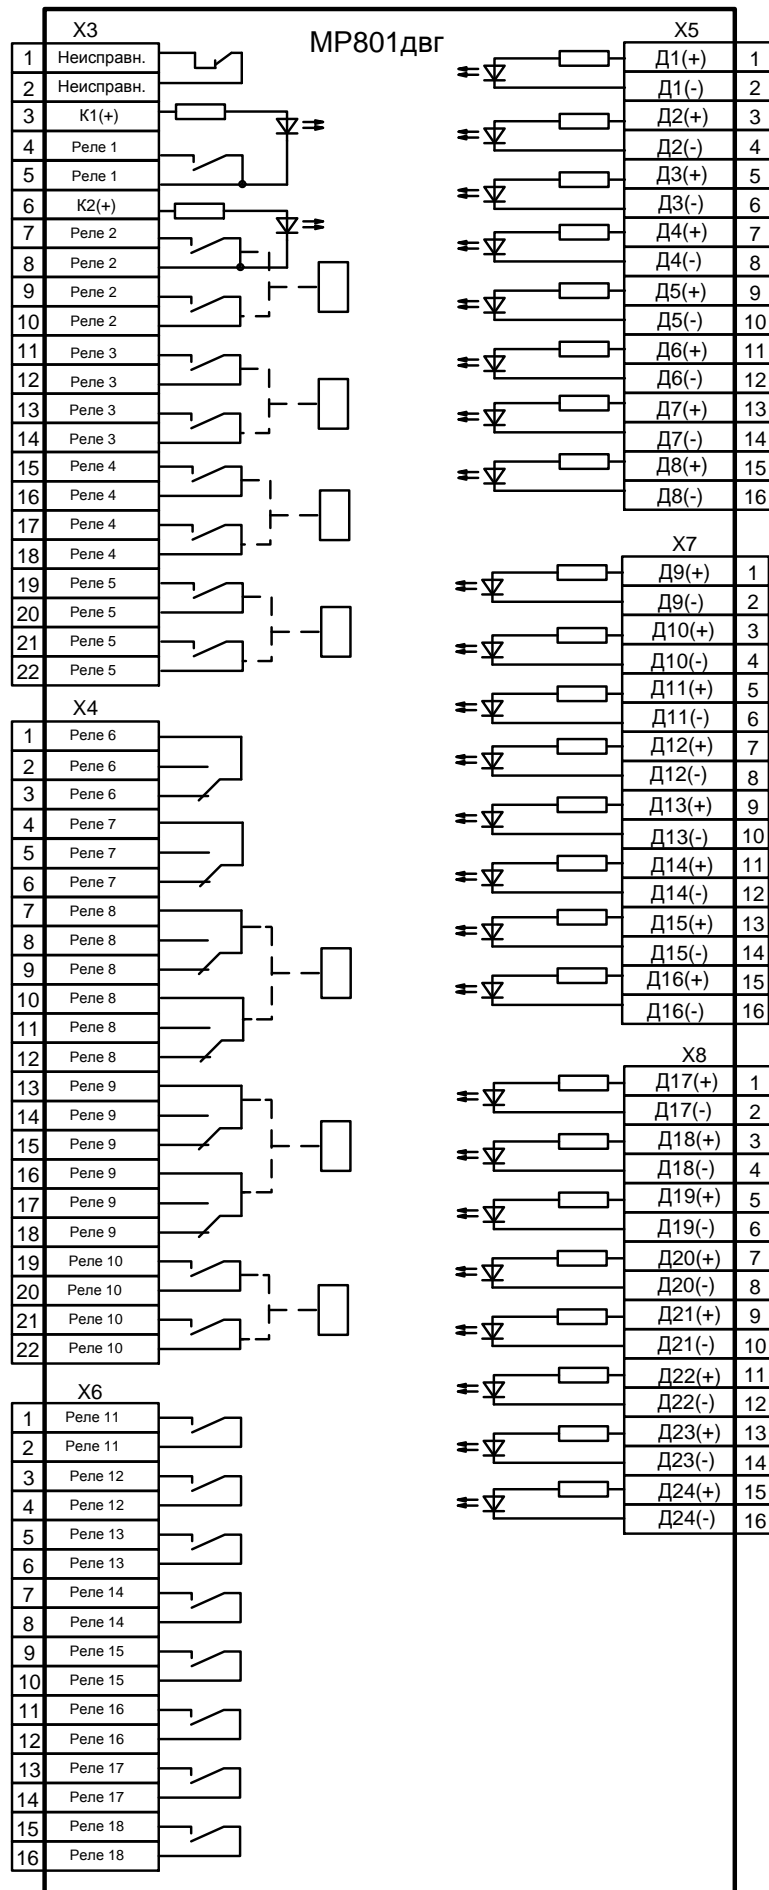 МР801двг
X3
1 Неисправн.
2 Неисправн.
3 К1(+)
4 Реле 1
5 Реле 1
6 К2(+)
7 Реле 2
8 Реле 2
9 Реле 2
10 Реле 2
11 Реле 3
12 Реле 3
13 Реле 3
14 Реле 3
15 Реле 4
16 Реле 4
17 Реле 4
18 Реле 4
19 Реле 5
20 Реле 5
21 Реле 5
22 Реле 5
X4
1 Реле 6
2 Реле 6
3 Реле 6
4 Реле 7
5 Реле 7
6 Реле 7
7 Реле 8
8 Реле 8
9 Реле 8
10 Реле 8
11 Реле 8
12 Реле 8
13 Реле 9
14 Реле 9
15 Реле 9
16 Реле 9
17 Реле 9
18 Реле 9
19 Реле 10
20 Реле 10
21 Реле 10
22 Реле 10
X6
1 Реле 11
2 Реле 11
3 Реле 12
4 Реле 12
5 Реле 13
6 Реле 13
7 Реле 14
8 Реле 14
9 Реле 15
10 Реле 15
11 Реле 16
12 Реле 16
13 Реле 17
14 Реле 17
15 Реле 18
16 Реле 18
X5
Д1(+) 1
Д1(-) 2
Д2(+) 3
Д2(-) 4
Д3(+) 5
Д3(-) 6
Д4(+) 7
Д4(-) 8
Д5(+) 9
Д5(-) 10
Д6(+) 11
Д6(-) 12
Д7(+) 13
Д7(-) 14
Д8(+) 15
Д8(-) 16
X7
Д9(+) 1
Д9(-) 2
Д10(+) 3
Д10(-) 4
Д11(+) 5
Д11(-) 6
Д12(+) 7
Д12(-) 8
Д13(+) 9
Д13(-) 10
Д14(+) 11
Д14(-) 12
Д15(+) 13
Д15(-) 14
Д16(+) 15
Д16(-) 16
X8
Д17(+) 1
Д17(-) 2
Д18(+) 3
Д18(-) 4
Д19(+) 5
Д19(-) 6
Д20(+) 7
Д20(-) 8
Д21(+) 9
Д21(-) 10
Д22(+) 11
Д22(-) 12
Д23(+) 13
Д23(-) 14
Д24(+) 15
Д24(-) 16